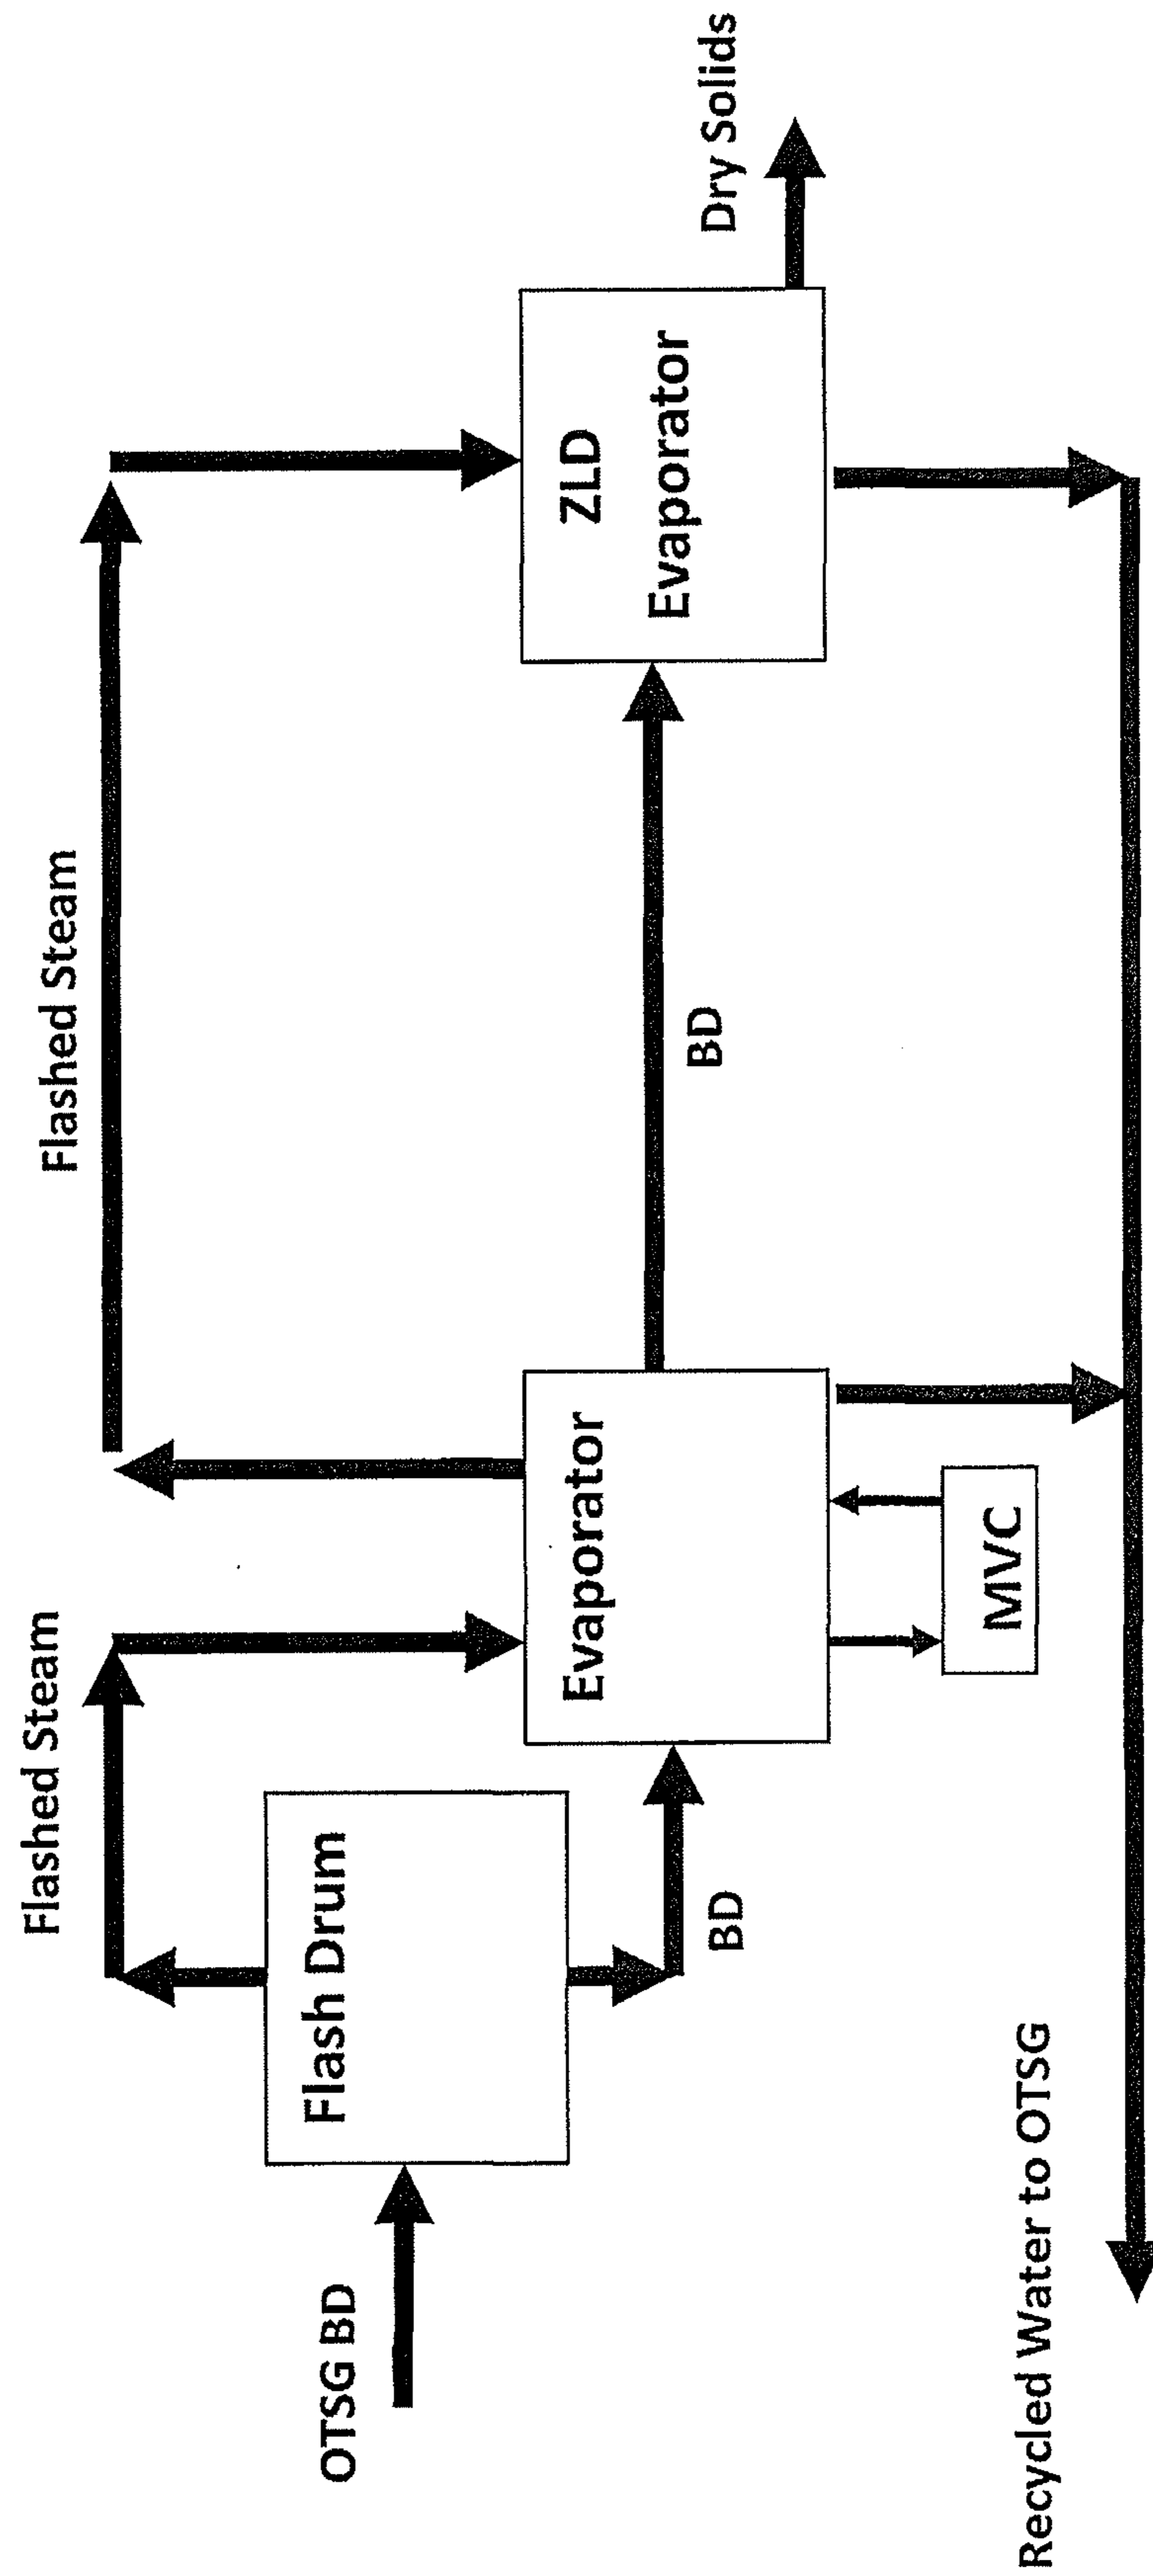 Flashed Steam
Flashed Steam
OTSG BD
Flash Drum
BD
Evaporator
MVC
BD
ZLD
Evaporator
Dry Solids
Recycled Water to OTSG